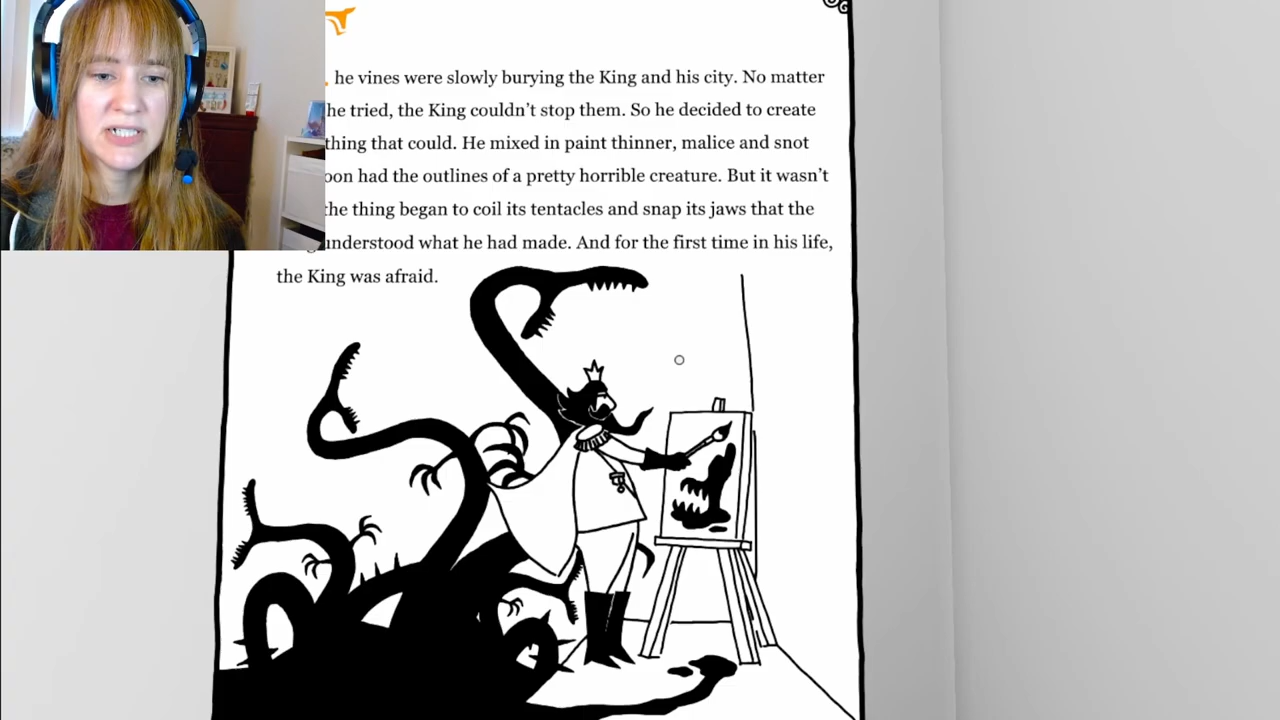 he vines were slowly burying the King and his city. No matter
he tried, the King couldn't stop them. So he decided to create
thing that could. He mixed in paint thinner, malice and snot
oon had the outlines of a pretty horrible creature. But it wasn't
the thing began to coil its tentacles and snap its jaws that the
understood what he had made. And for the first time in his life,
the King was afraid.